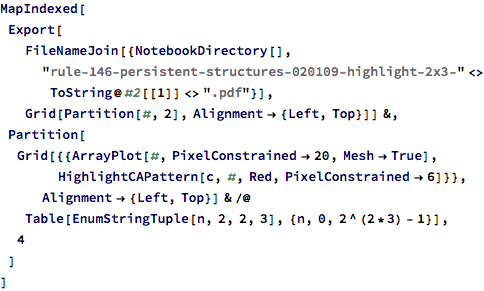 MapIndexed[
Export[
FileNameJoin[{NotebookDirectory[],
"rule-146-persistent-structures-020109-highlight-2x3-" <>
ToString@#2[[1]] <> ".pdf"}],
Grid[Partition[#, 2], Alignment → {Left, Top}]] &,
Partition[
Grid[{{ArrayPlot[#, PixelConstrained → 20, Mesh → True],
HighlightCAPattern[c, #, Red, PixelConstrained → 6]}},
Alignment → {Left, Top}] & /@
Table[EnumStringTuple[n, 2, 2, 3], {n, 0, 2^(2*3) - 1}],
4
]
]